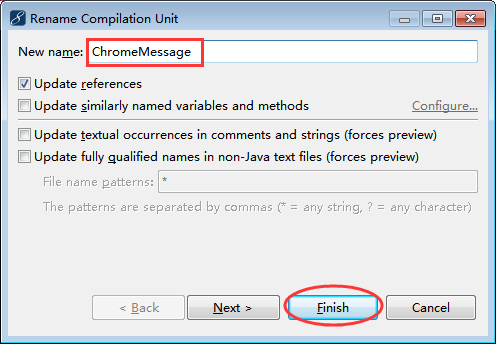 Rename Compilation Unit
New name: ChromeMessage
Update references
Update similarly named variables and methods Configure...
Update textual occurrences in comments and strings (forces preview)
Update fully qualified names in non-Java text files (forces preview)
File name patterns: *
The patterns are separated by commas (* = any string, ? = any character)
< Back Next > Finish Cancel